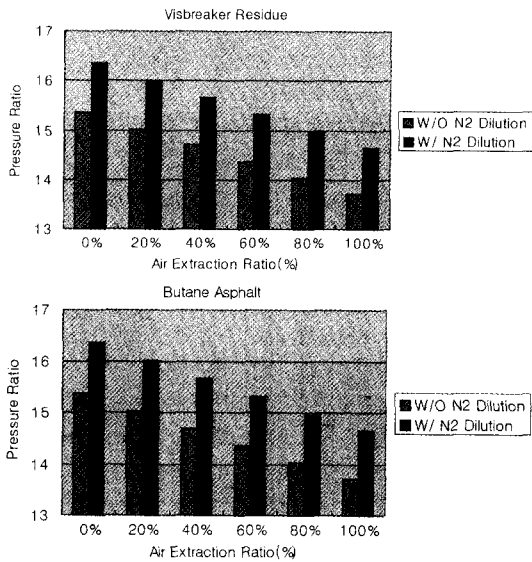 Visbreaker Residue
17
16
15
14
13
Pressure Ratio
0% 20% 40% 60% 80% 100%
Air Extraction Ratio(%)
W/O N2 Dilution
W/ N2 Dilution
Butane Asphalt
17
16
15
14
13
Pressure Ratio
0% 20% 40% 60% 80% 100%
Air Extraction Ratio(%)
W/O N2 Dilution
W/ N2 Dilution